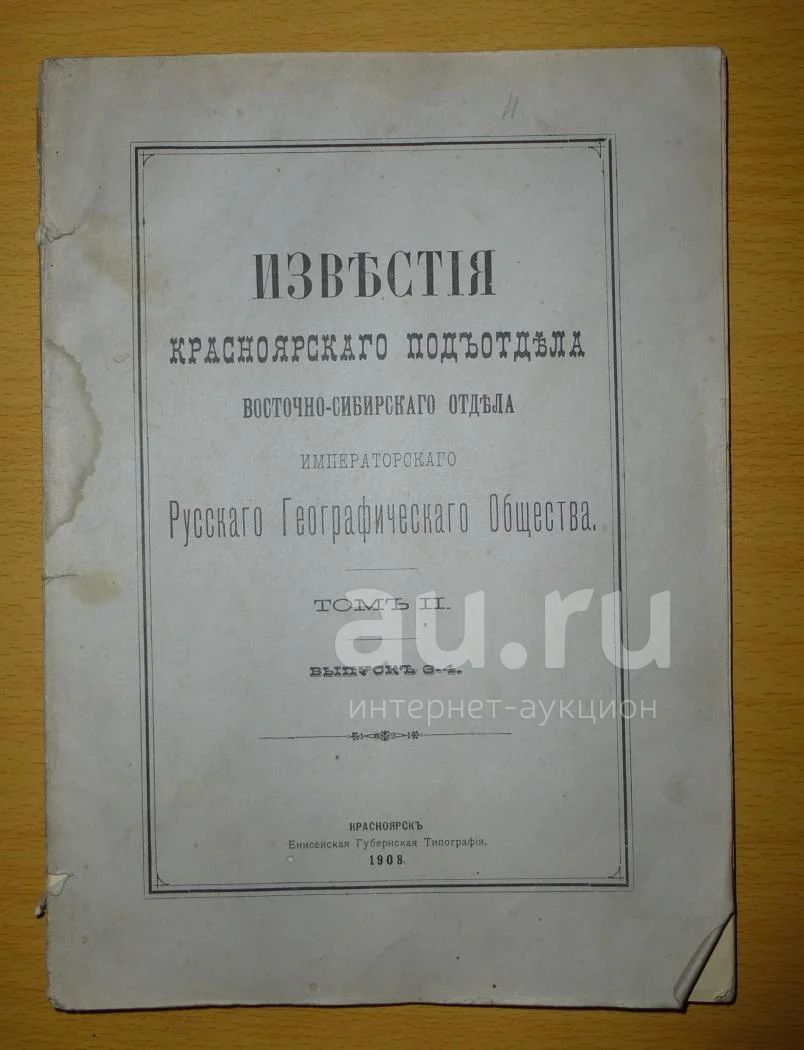 ИЗВѢСТІЯ
КРАСНОЯРСКАГО ПОДЪОТДѢЛА
ВОСТОЧНО-СИБИРСКАГО ОТДѢЛА
ИМПЕРАТОРСКАГО
Русскаго Географическаго Общества.
ТОМЪ II.
ВЫПУСКЪ 3-4.
au.ru
интернет-аукцион
КРАСНОЯРСКЪ
Енисейская Губернская Типографія.
1908.